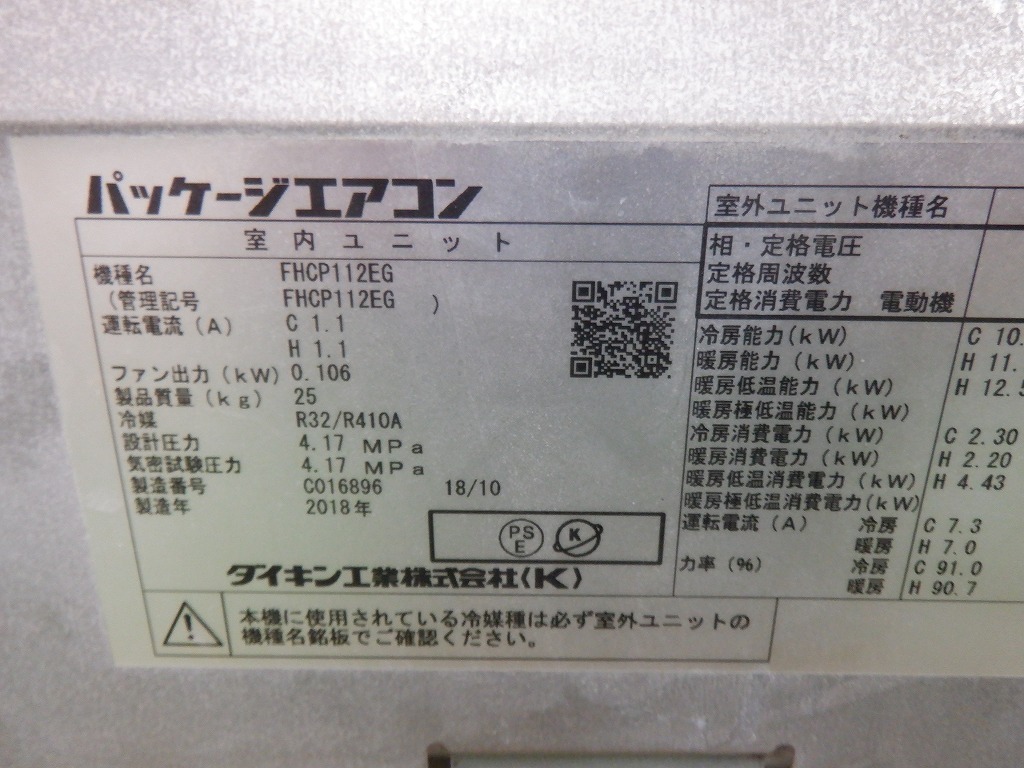 パッケージエアコン
室内ユニット
機種名 FHCP112EG
(管理記号 FHCP112EG )
運転電流(A) C 1.1
H 1.1
ファン出力(kW) 0.106
製品質量(kg) 25
冷媒 R32/R410A
設計圧力 4.17 MPa
気密試験圧力 4.17 MPa
製造番号 C016896 18/10
製造年 2018年
PS
E
K
ダイキン工業株式会社(K)
本機に使用されている冷媒種は必ず室外ユニットの
機種名銘板でご確認ください。
室外ユニット機種名
相・定格電圧
定格周波数
定格消費電力 電動機
冷房能力(kW) C 10.
暖房能力(kW) H 11.
暖房低温能力(kW) H 12.5
暖房極低温能力(kW)
冷房消費電力(kW) C 2.30
暖房消費電力(kW) H 2.20
暖房低温消費電力(kW) H 4.43
暖房極低温消費電力(kW)
運転電流(A) 冷房 C 7.3
暖房 H 7.0
力率(%) 冷房 C 91.0
暖房 H 90.7